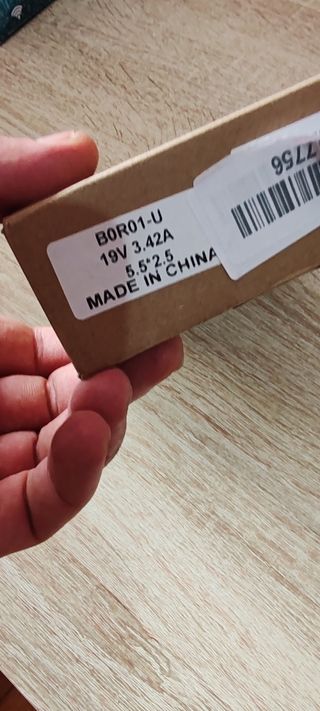 B0R01-U
19V 3.42A
5.5*2.5
MADE IN CHINA
7756